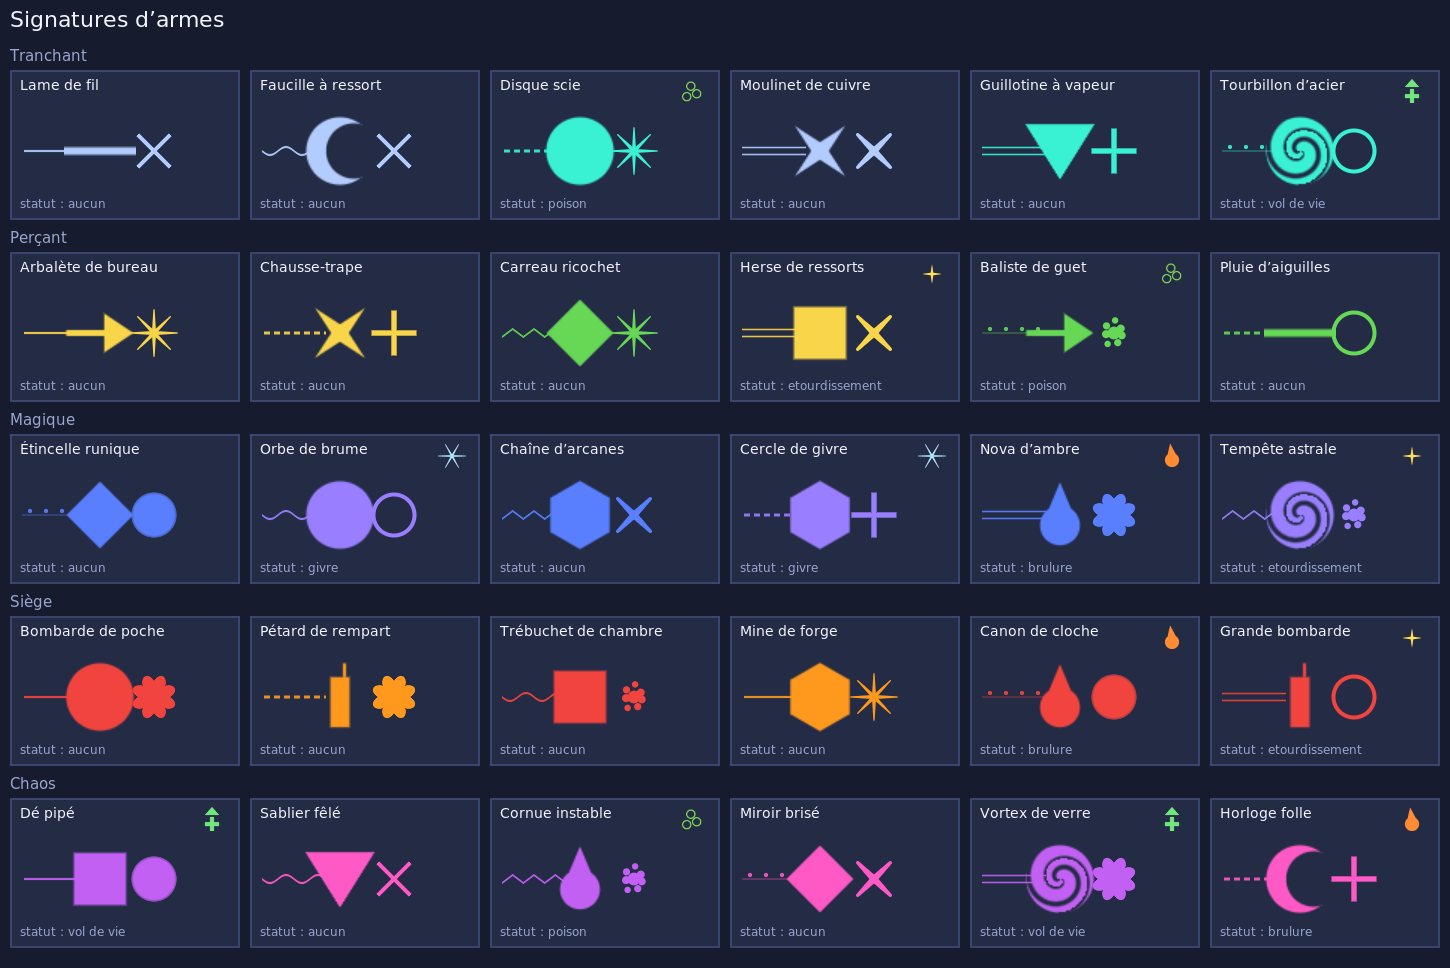 Signatures d’armes
Tranchant
Lame de fil
Faucille à ressort
Disque scie
Moulinet de cuivre
Guillotine à vapeur
Tourbillon d’acier
statut : aucun
statut : aucun
statut : poison
statut : aucun
statut : aucun
statut : vol de vie
Perçant
Arbalète de bureau
Chausse-trape
Carreau ricochet
Herse de ressorts
Baliste de guet
Pluie d’aiguilles
statut : aucun
statut : aucun
statut : aucun
statut : etourdissement
statut : poison
statut : aucun
Magique
Étincelle runique
Orbe de brume
Chaîne d’arcanes
Cercle de givre
Nova d’ambre
Tempête astrale
statut : aucun
statut : givre
statut : aucun
statut : givre
statut : brulure
statut : etourdissement
Siège
Bombarde de poche
Pétard de rempart
Trébuchet de chambre
Mine de forge
Canon de cloche
Grande bombarde
statut : aucun
statut : aucun
statut : aucun
statut : aucun
statut : brulure
statut : etourdissement
Chaos
Dé pipé
Sablier fêlé
Cornue instable
Miroir brisé
Vortex de verre
Horloge folle
statut : vol de vie
statut : aucun
statut : poison
statut : aucun
statut : vol de vie
statut : brulure